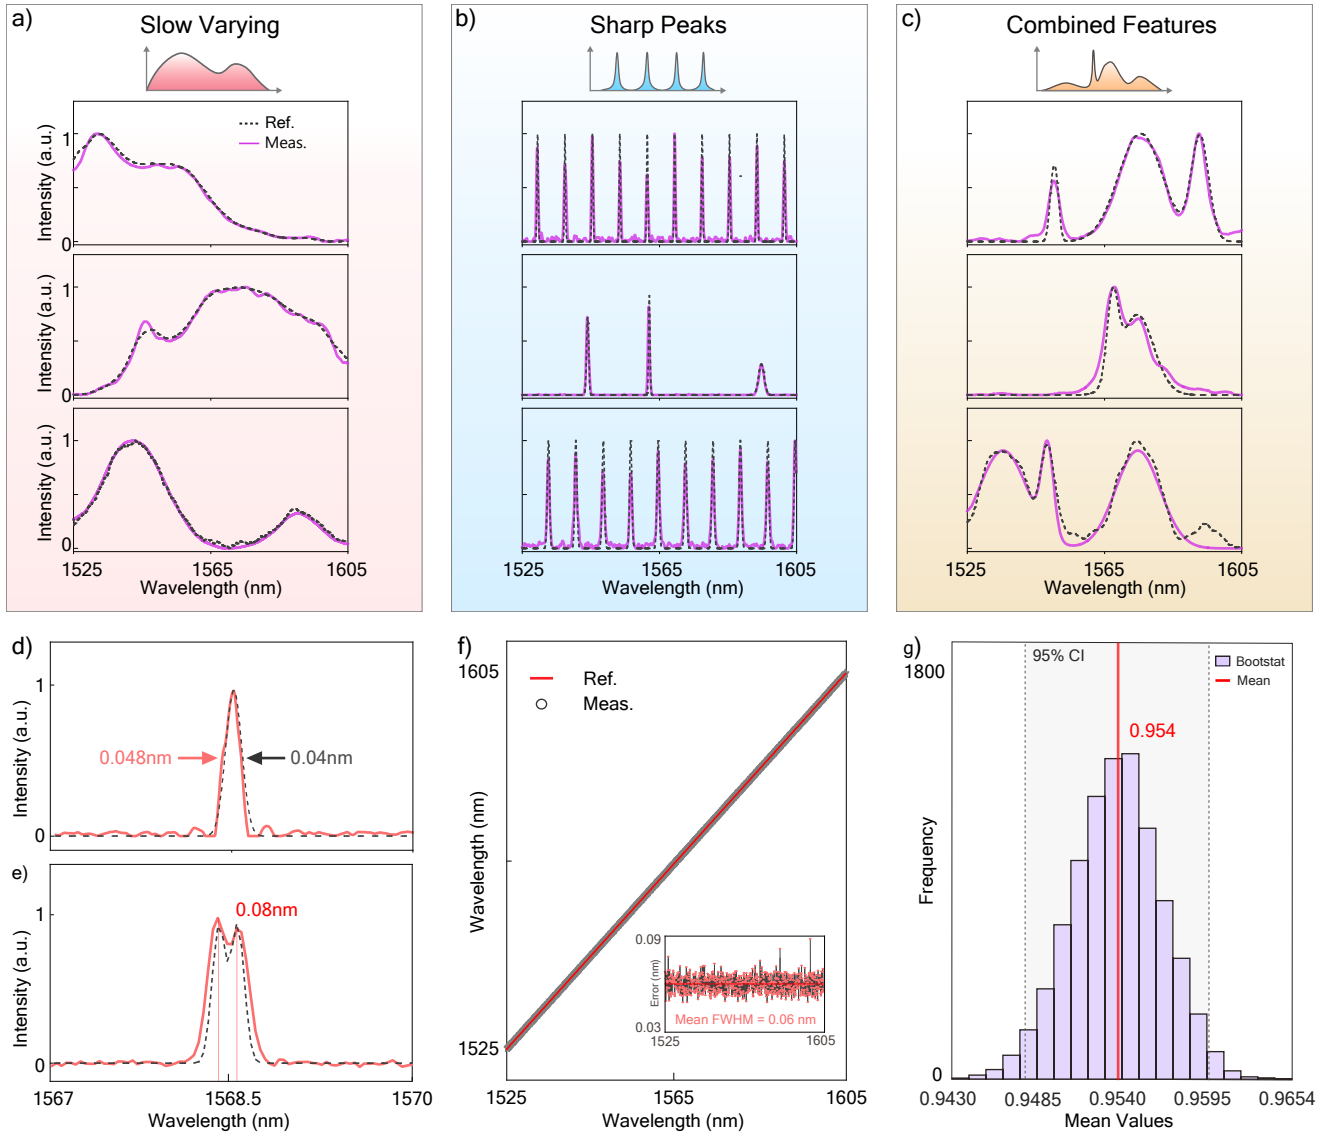 a)
Slow Varying
Ref.
Meas.
Intensity (a.u.)
1
0
Intensity (a.u.)
1
0
Intensity (a.u.)
1
0
1525
1565
1605
Wavelength (nm)
b)
Sharp Peaks
1525
1565
1605
Wavelength (nm)
c)
Combined Features
1525
1565
1605
Wavelength (nm)
d)
Intensity (a.u.)
1
0
0.048nm
0.04nm
e)
Intensity (a.u.)
1
0
0.08nm
1567
1568.5
1570
Wavelength (nm)
f)
Wavelength (nm)
1605
1525
Ref.
Meas.
0.09
Error (nm)
0.03
Mean FWHM = 0.06 nm
1525
1605
1525
1565
1605
Wavelength (nm)
g)
1800
Frequency
0
95% CI
Bootstat
Mean
0.954
0.9430
0.9485
0.9540
0.9595
0.9654
Mean Values